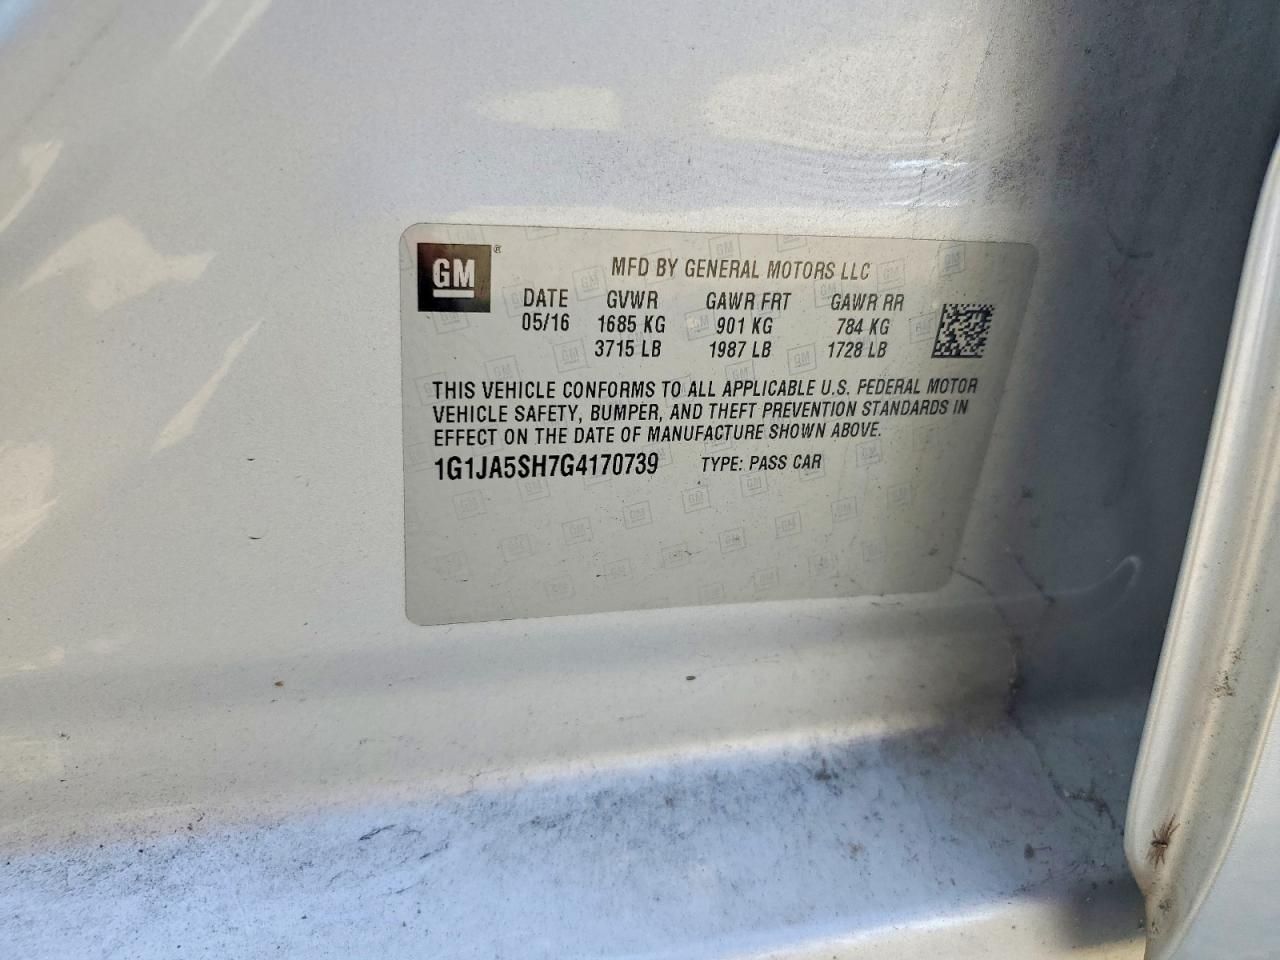 GM ®
MFD BY GENERAL MOTORS LLC
DATE GVWR GAWR FRT GAWR RR
05/16 1685 KG 901 KG 784 KG
3715 LB 1987 LB 1728 LB
THIS VEHICLE CONFORMS TO ALL APPLICABLE U.S. FEDERAL MOTOR
VEHICLE SAFETY, BUMPER, AND THEFT PREVENTION STANDARDS IN
EFFECT ON THE DATE OF MANUFACTURE SHOWN ABOVE.
1G1JA5SH7G4170739 TYPE: PASS CAR